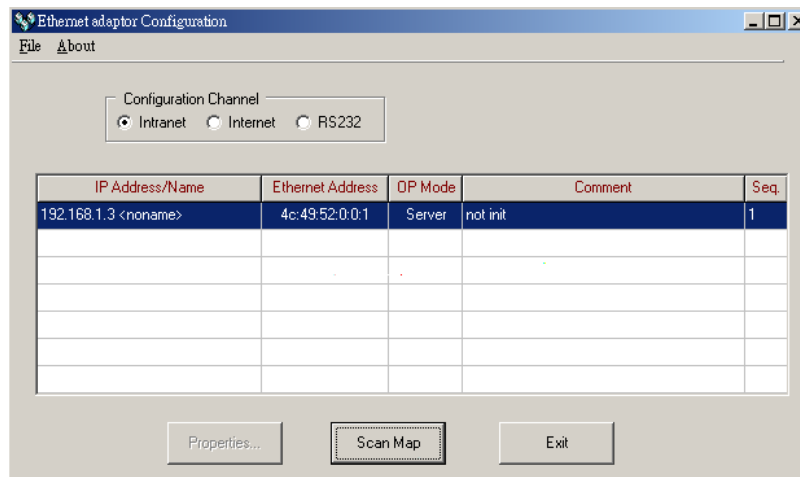 Ethernet adaptor Configuration
File About
Configuration Channel
Intranet Internet RS232
IP Address/Name Ethernet Address OP Mode Comment Seq.
192.168.1.3 <noname> 4c:49:52:0:0:1 Server not init 1
Properties... Scan Map Exit